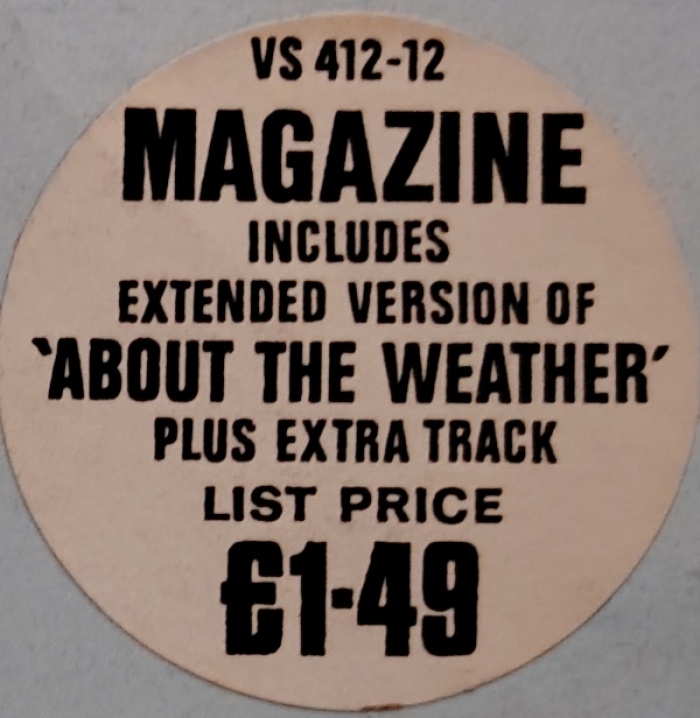 VS 412-12
MAGAZINE
INCLUDES
EXTENDED VERSION OF
‵ABOUT THE WEATHER′
PLUS EXTRA TRACK
LIST PRICE
£1·49